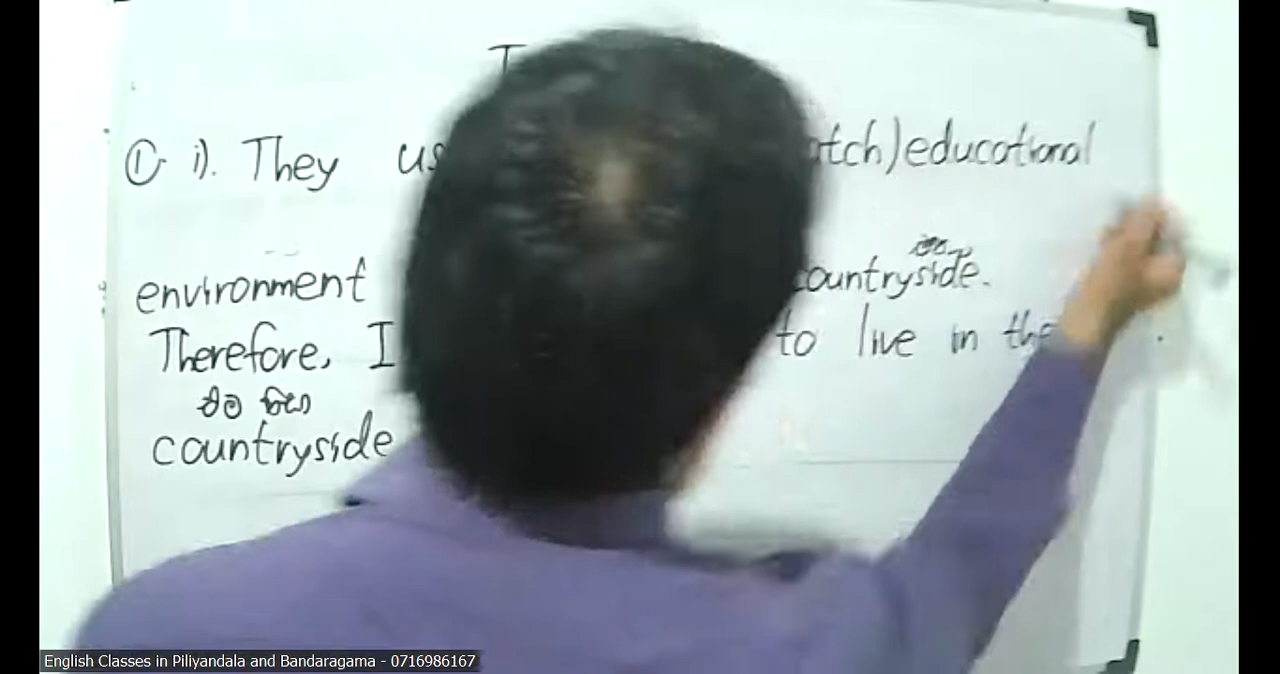 T
① i). They us atch) educational
environment countryside.
Therefore, I to live in the
countryside
English Classes in Piliyandala and Bandaragama - 0716986167